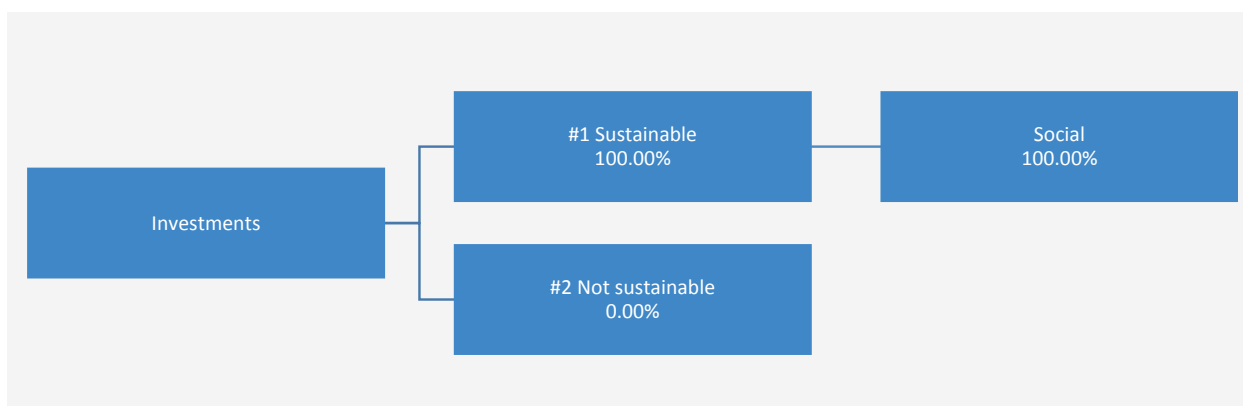 Investments
#1 Sustainable
100.00%
Social
100.00%
#2 Not sustainable
0.00%